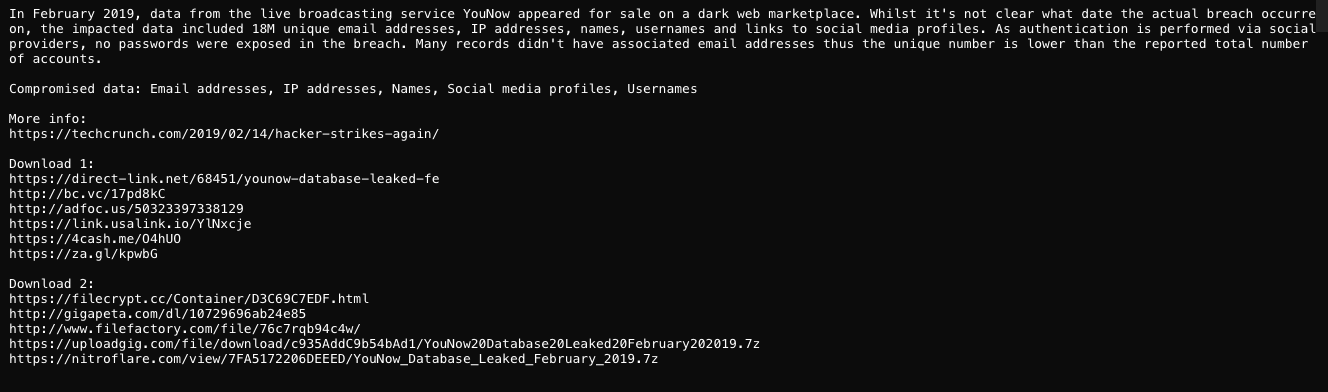 In February 2019, data from the live broadcasting service YouNow appeared for sale on a dark web marketplace. Whilst it's not clear what date the actual breach occurre
on, the impacted data included 18M unique email addresses, IP addresses, names, usernames and links to social media profiles. As authentication is performed via social
providers, no passwords were exposed in the breach. Many records didn't have associated email addresses thus the unique number is lower than the reported total number
of accounts.
Compromised data: Email addresses, IP addresses, Names, Social media profiles, Usernames
More info:
https://techcrunch.com/2019/02/14/hacker-strikes-again/
Download 1:
https://direct-link.net/68451/younow-database-leaked-fe
http://bc.vc/17pd8kC
http://adfoc.us/50323397338129
https://link.usalink.io/YlNxcje
https://4cash.me/O4hUO
https://za.gl/kpwbG
Download 2:
https://filecrypt.cc/Container/D3C69C7EDF.html
http://gigapeta.com/dl/10729696ab24e85
http://www.filefactory.com/file/76c7rqb94c4w/
https://uploadgig.com/file/download/c935AddC9b54bAd1/YouNow20Database20Leaked20February202019.7z
https://nitroflare.com/view/7FA5172206DEEED/YouNow_Database_Leaked_February_2019.7z